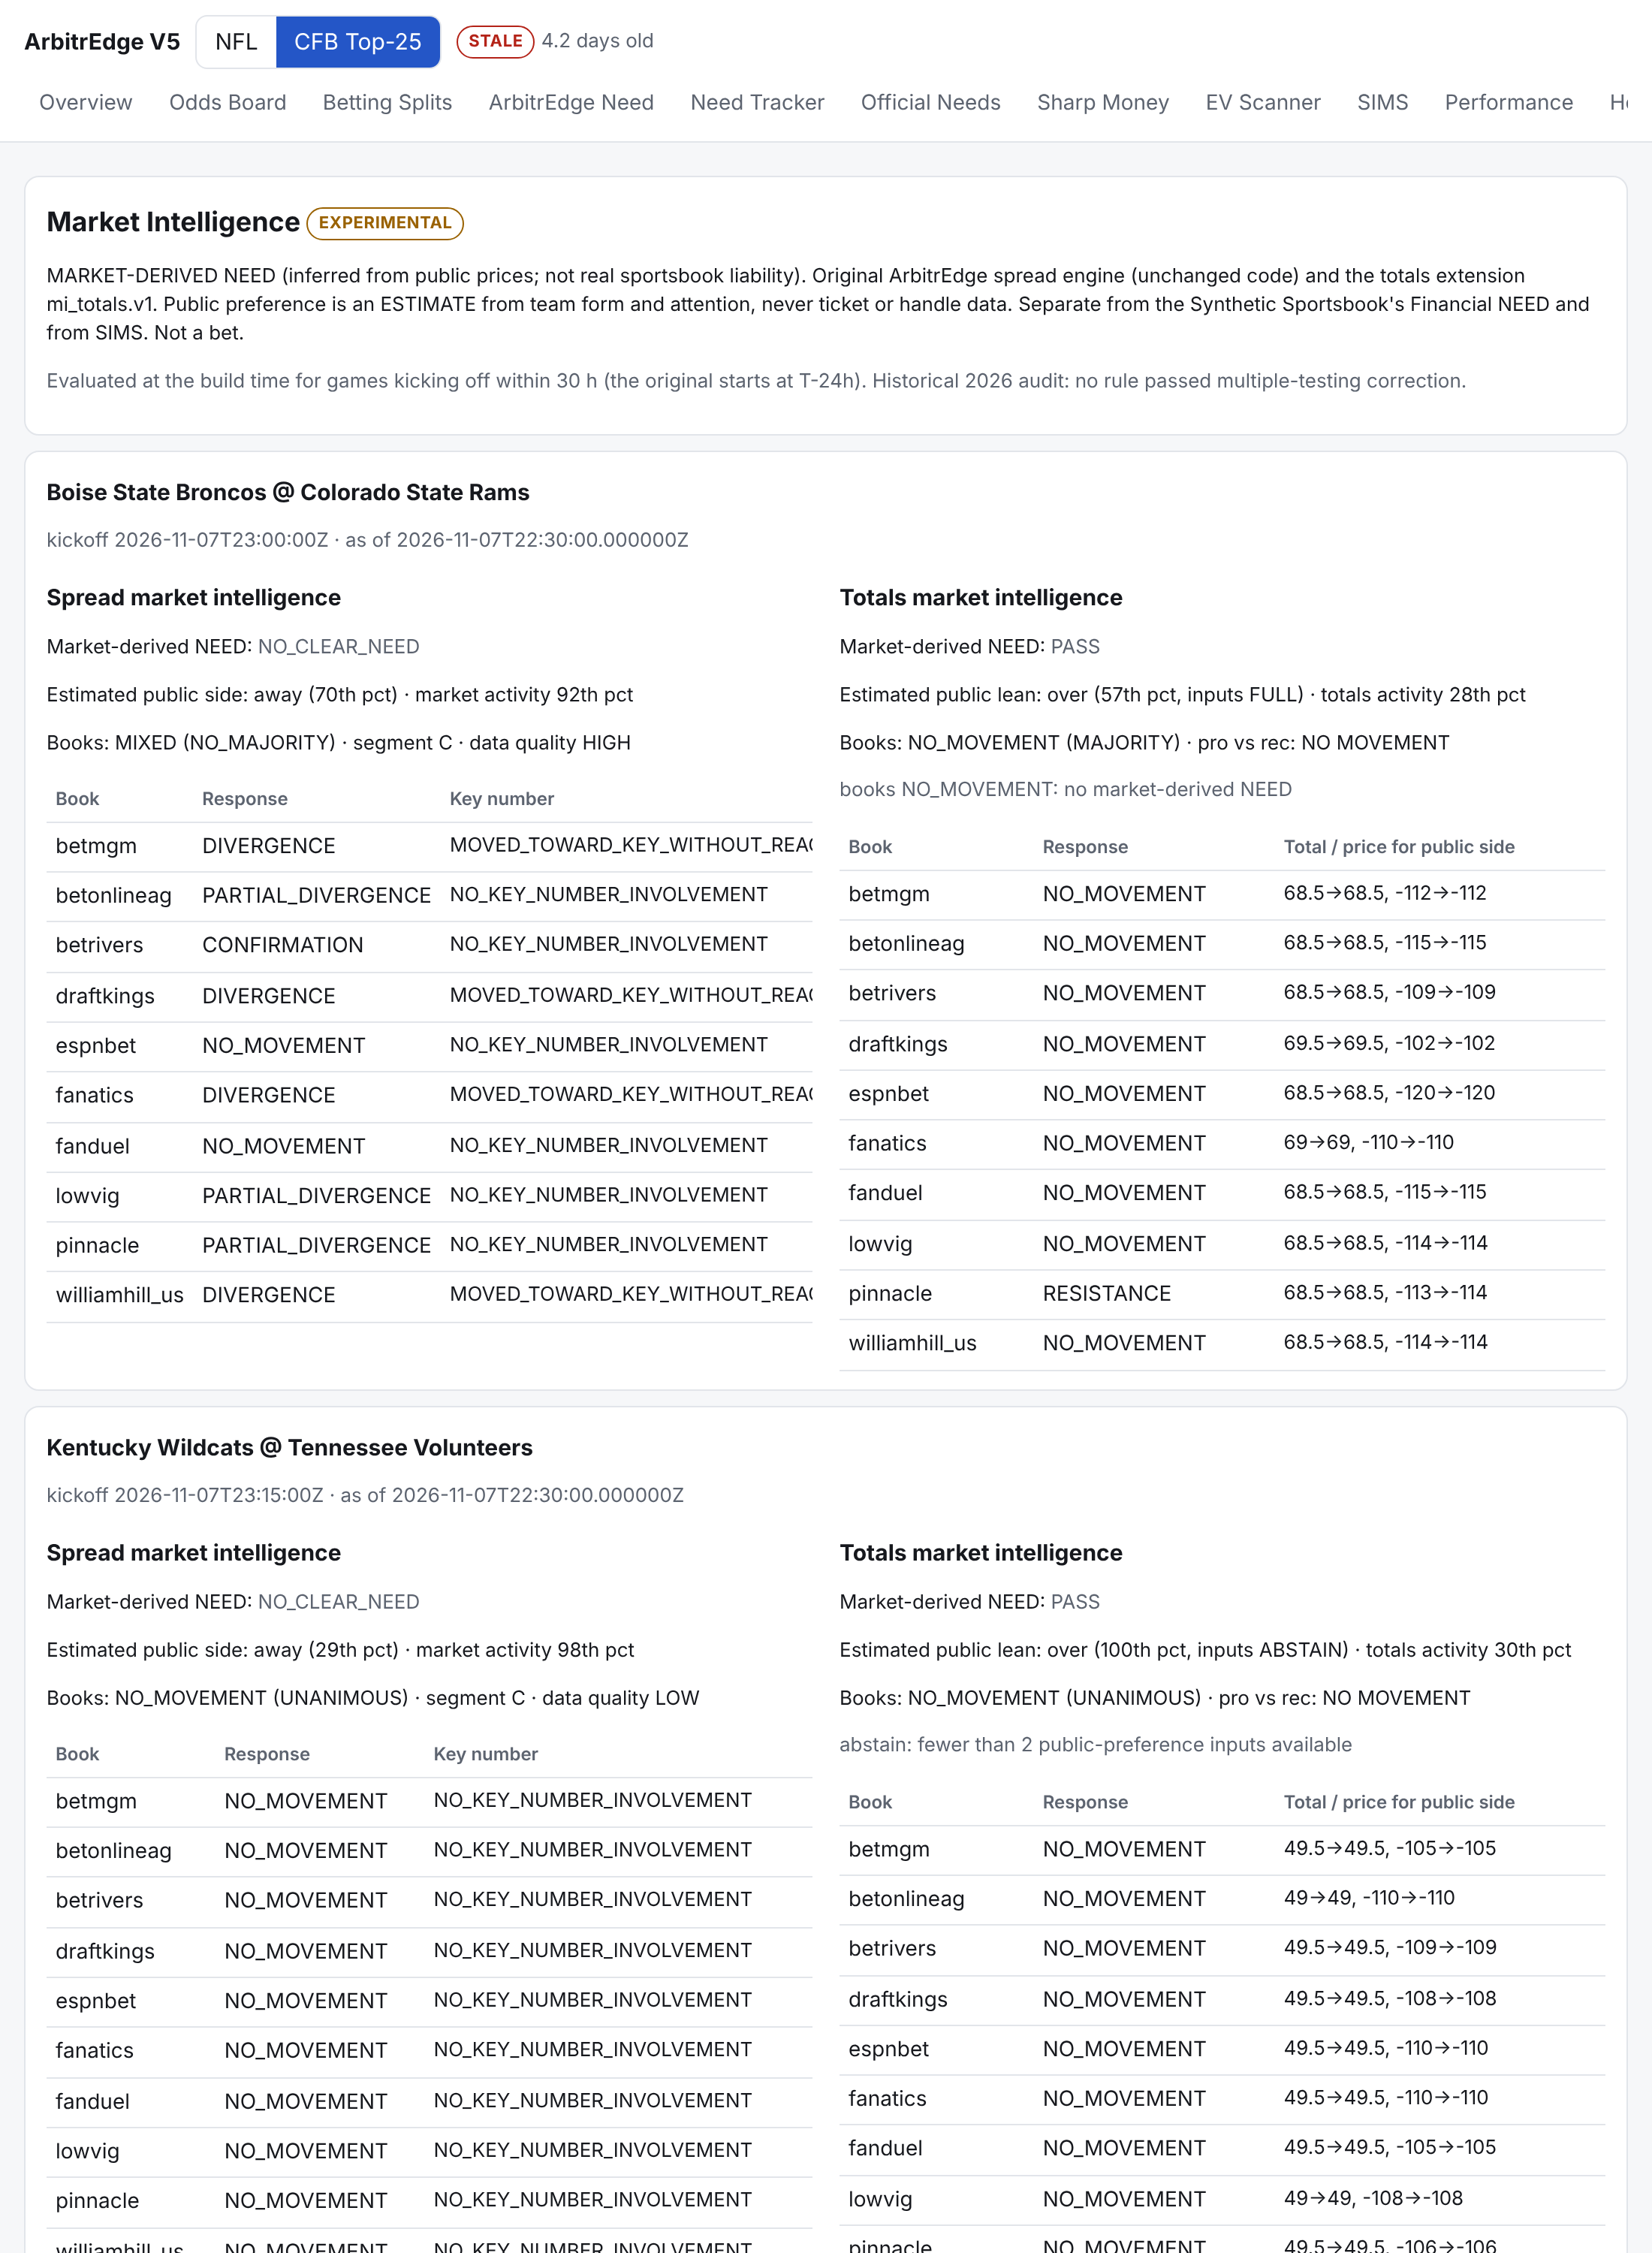 ArbitrEdge V5 NFL CFB Top-25 STALE 4.2 days old
Overview Odds Board Betting Splits ArbitrEdge Need Need Tracker Official Needs Sharp Money EV Scanner SIMS Performance
Market Intelligence EXPERIMENTAL
MARKET-DERIVED NEED (inferred from public prices; not real sportsbook liability). Original ArbitrEdge spread engine (unchanged code) and the totals extension
mi_totals.v1. Public preference is an ESTIMATE from team form and attention, never ticket or handle data. Separate from the Synthetic Sportsbook's Financial NEED and
from SIMS. Not a bet.
Evaluated at the build time for games kicking off within 30 h (the original starts at T-24h). Historical 2026 audit: no rule passed multiple-testing correction.
Boise State Broncos @ Colorado State Rams
kickoff 2026-11-07T23:00:00Z · as of 2026-11-07T22:30:00.000000Z
Spread market intelligence
Market-derived NEED: NO_CLEAR_NEED
Estimated public side: away (70th pct) · market activity 92th pct
Books: MIXED (NO_MAJORITY) · segment C · data quality HIGH
Book Response Key number
betmgm DIVERGENCE MOVED_TOWARD_KEY_WITHOUT_REAC
betonlineag PARTIAL_DIVERGENCE NO_KEY_NUMBER_INVOLVEMENT
betrivers CONFIRMATION NO_KEY_NUMBER_INVOLVEMENT
draftkings DIVERGENCE MOVED_TOWARD_KEY_WITHOUT_REAC
espnbet NO_MOVEMENT NO_KEY_NUMBER_INVOLVEMENT
fanatics DIVERGENCE MOVED_TOWARD_KEY_WITHOUT_REAC
fanduel NO_MOVEMENT NO_KEY_NUMBER_INVOLVEMENT
lowvig PARTIAL_DIVERGENCE NO_KEY_NUMBER_INVOLVEMENT
pinnacle PARTIAL_DIVERGENCE NO_KEY_NUMBER_INVOLVEMENT
williamhill_us DIVERGENCE MOVED_TOWARD_KEY_WITHOUT_REAC
Totals market intelligence
Market-derived NEED: PASS
Estimated public lean: over (57th pct, inputs FULL) · totals activity 28th pct
Books: NO_MOVEMENT (MAJORITY) · pro vs rec: NO MOVEMENT
books NO_MOVEMENT: no market-derived NEED
Book Response Total / price for public side
betmgm NO_MOVEMENT 68.5→68.5, -112→-112
betonlineag NO_MOVEMENT 68.5→68.5, -115→-115
betrivers NO_MOVEMENT 68.5→68.5, -109→-109
draftkings NO_MOVEMENT 69.5→69.5, -102→-102
espnbet NO_MOVEMENT 68.5→68.5, -120→-120
fanatics NO_MOVEMENT 69→69, -110→-110
fanduel NO_MOVEMENT 68.5→68.5, -115→-115
lowvig NO_MOVEMENT 68.5→68.5, -114→-114
pinnacle RESISTANCE 68.5→68.5, -113→-114
williamhill_us NO_MOVEMENT 68.5→68.5, -114→-114
Kentucky Wildcats @ Tennessee Volunteers
kickoff 2026-11-07T23:15:00Z · as of 2026-11-07T22:30:00.000000Z
Spread market intelligence
Market-derived NEED: NO_CLEAR_NEED
Estimated public side: away (29th pct) · market activity 98th pct
Books: NO_MOVEMENT (UNANIMOUS) · segment C · data quality LOW
Book Response Key number
betmgm NO_MOVEMENT NO_KEY_NUMBER_INVOLVEMENT
betonlineag NO_MOVEMENT NO_KEY_NUMBER_INVOLVEMENT
betrivers NO_MOVEMENT NO_KEY_NUMBER_INVOLVEMENT
draftkings NO_MOVEMENT NO_KEY_NUMBER_INVOLVEMENT
espnbet NO_MOVEMENT NO_KEY_NUMBER_INVOLVEMENT
fanatics NO_MOVEMENT NO_KEY_NUMBER_INVOLVEMENT
fanduel NO_MOVEMENT NO_KEY_NUMBER_INVOLVEMENT
lowvig NO_MOVEMENT NO_KEY_NUMBER_INVOLVEMENT
pinnacle NO_MOVEMENT NO_KEY_NUMBER_INVOLVEMENT
williamhill_us NO_MOVEMENT NO_KEY_NUMBER_INVOLVEMENT
Totals market intelligence
Market-derived NEED: PASS
Estimated public lean: over (100th pct, inputs ABSTAIN) · totals activity 30th pct
Books: NO_MOVEMENT (UNANIMOUS) · pro vs rec: NO MOVEMENT
abstain: fewer than 2 public-preference inputs available
Book Response Total / price for public side
betmgm NO_MOVEMENT 49.5→49.5, -105→-105
betonlineag NO_MOVEMENT 49→49, -110→-110
betrivers NO_MOVEMENT 49.5→49.5, -109→-109
draftkings NO_MOVEMENT 49.5→49.5, -108→-108
espnbet NO_MOVEMENT 49.5→49.5, -110→-110
fanatics NO_MOVEMENT 49.5→49.5, -110→-110
fanduel NO_MOVEMENT 49.5→49.5, -105→-105
lowvig NO_MOVEMENT 49→49, -108→-108
pinnacle NO_MOVEMENT 49.5→49.5, -106→-106